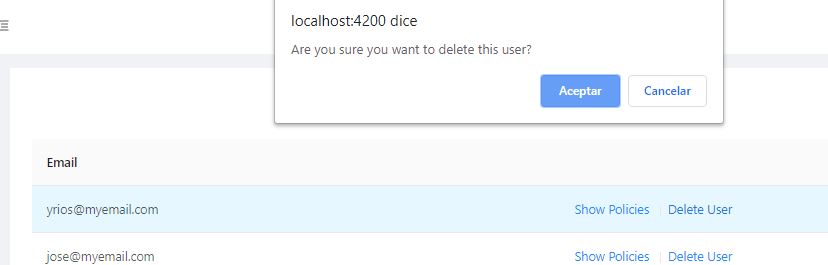 localhost:4200 dice
Are you sure you want to delete this user?
Aceptar Cancelar
Email
yrios@myemail.com Show Policies Delete User
jose@myemail.com Show Policies Delete User